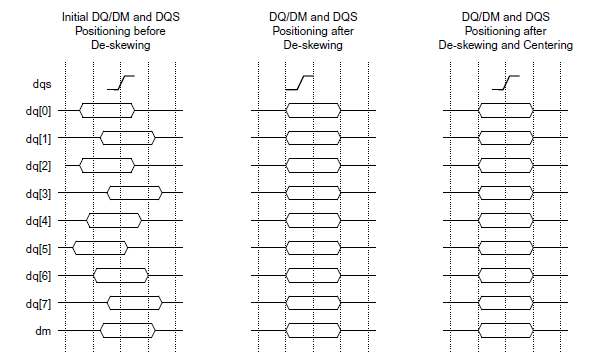 Initial DQ/DM and DQS
Positioning before
De-skewing
DQ/DM and DQS
Positioning after
De-skewing
DQ/DM and DQS
Positioning after
De-skewing and Centering
dqs
dq[0]
dq[1]
dq[2]
dq[3]
dq[4]
dq[5]
dq[6]
dq[7]
dm